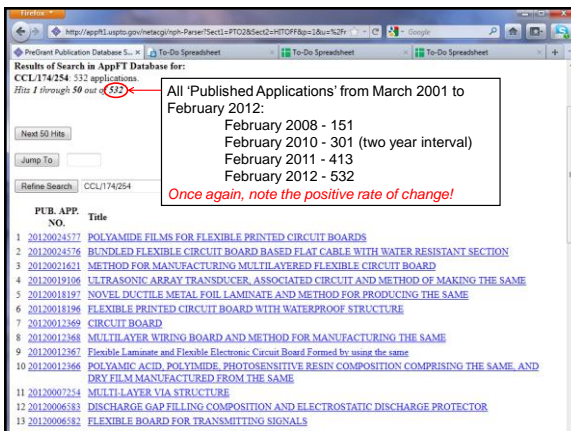 Firefox
http://appft1.uspto.gov/netacgi/nph-Parser?Sect1=PTO2&Sect2=HITOFF&p=1&u=%2Fr
Google
PreGrant Publication Database S...
To-Do Spreadsheet
To-Do Spreadsheet
To-Do Spreadsheet
Results of Search in AppFT Database for:
CCL/174/254: 532 applications.
Hits 1 through 50 out of 532
All ‘Published Applications’ from March 2001 to
February 2012:
February 2008 - 151
February 2010 - 301 (two year interval)
February 2011 - 413
February 2012 - 532
Once again, note the positive rate of change!
Next 50 Hits
Jump To
Refine Search CCL/174/254
PUB. APP. NO. Title
1 20120024577 POLYAMIDE FILMS FOR FLEXIBLE PRINTED CIRCUIT BOARDS
2 20120024576 BUNDLED FLEXIBLE CIRCUIT BOARD BASED FLAT CABLE WITH WATER RESISTANT SECTION
3 20120021621 METHOD FOR MANUFACTURING MULTILAYERED FLEXIBLE CIRCUIT BOARD
4 20120019106 ULTRASONIC ARRAY TRANSDUCER, ASSOCIATED CIRCUIT AND METHOD OF MAKING THE SAME
5 20120018197 NOVEL DUCTILE METAL FOIL LAMINATE AND METHOD FOR PRODUCING THE SAME
6 20120018196 FLEXIBLE PRINTED CIRCUIT BOARD WITH WATERPROOF STRUCTURE
7 20120012369 CIRCUIT BOARD
8 20120012368 MULTILAYER WIRING BOARD AND METHOD FOR MANUFACTURING THE SAME
9 20120012367 Flexible Laminate and Flexible Electronic Circuit Board Formed by using the same
10 20120012366 POLYAMIC ACID, POLYIMIDE, PHOTOSENSITIVE RESIN COMPOSITION COMPRISING THE SAME, AND
DRY FILM MANUFACTURED FROM THE SAME
11 20120007254 MULTI-LAYER VIA STRUCTURE
12 20120006583 DISCHARGE GAP FILLING COMPOSITION AND ELECTROSTATIC DISCHARGE PROTECTOR
13 20120006582 FLEXIBLE BOARD FOR TRANSMITTING SIGNALS